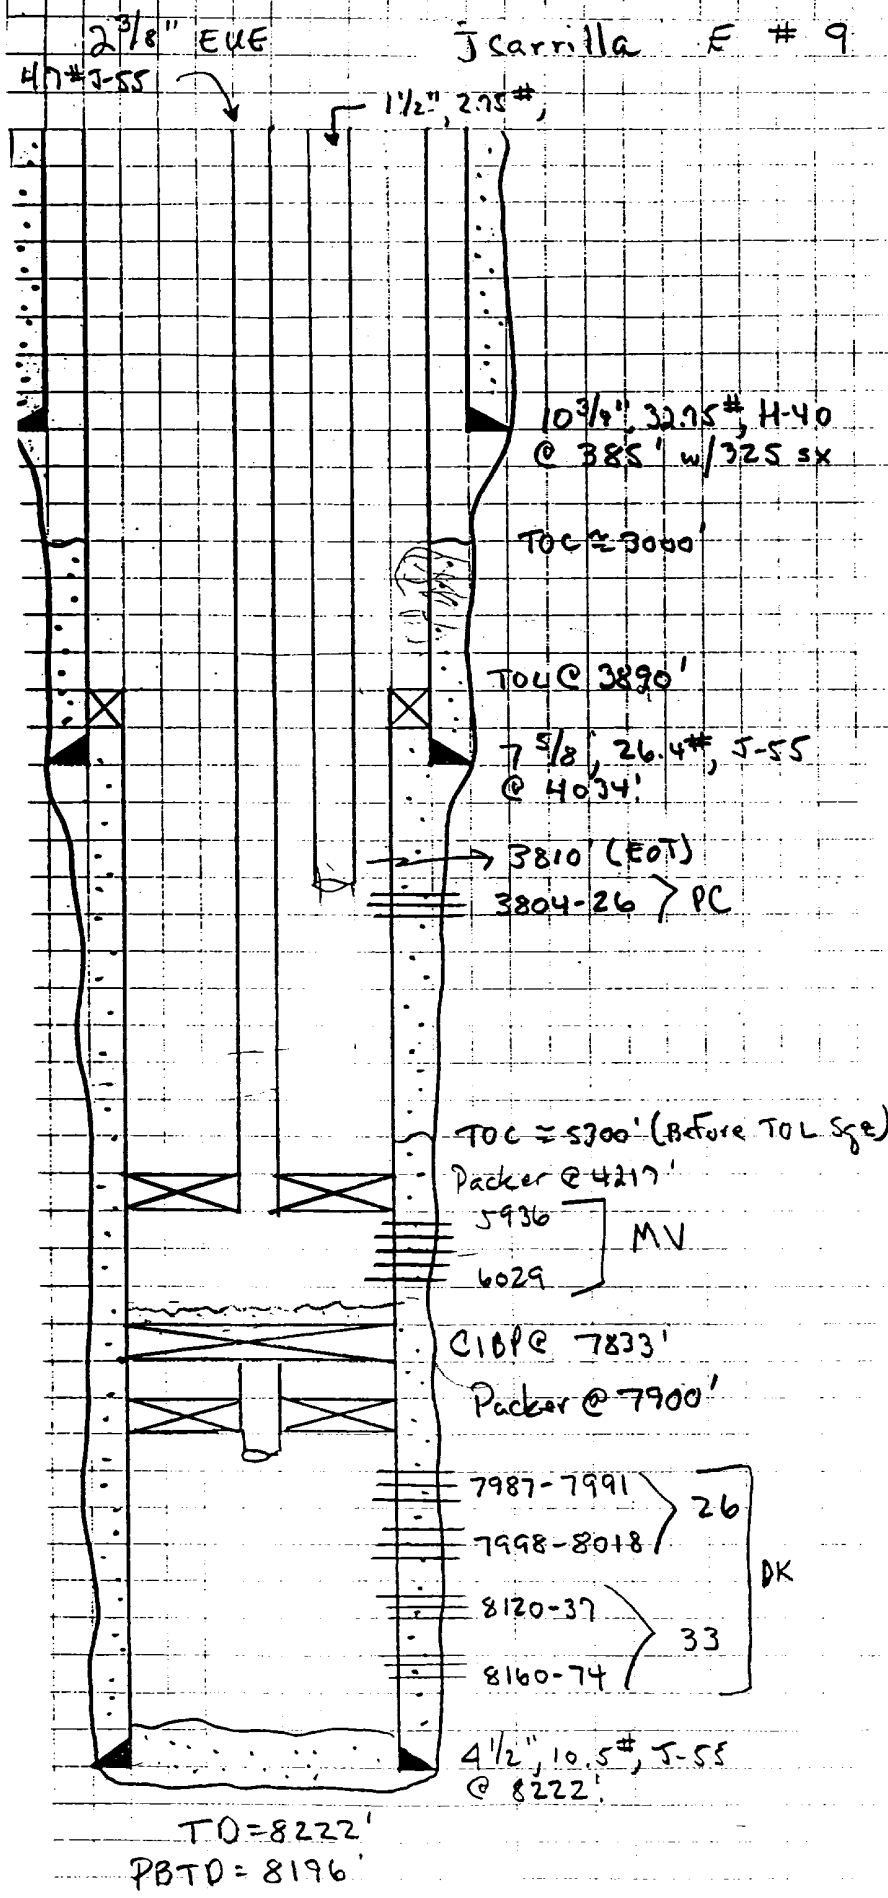 2 3/8" EUE
Jicarrilla E # 9
4.7# J-55
1 1/2", 2.75#,
10 3/4", 32.75#, H-40
@ 385' w/325 sx
TOC ≈ 3000'
TOL @ 3890'
7 5/8, 26.4#, J-55
@ 4034'
3810' (EOT)
3804-26 } PC
TOC ≈ 5300' (Before TOL Sqz)
Packer @ 4217'
5936
MV
6029
CIBP @ 7833'
Packer @ 7900'
7987-7991
26
7998-8018
DK
8120-37
33
8160-74
4 1/2", 10.5#, J-55
@ 8222'
TD = 8222'
PBTD = 8196'